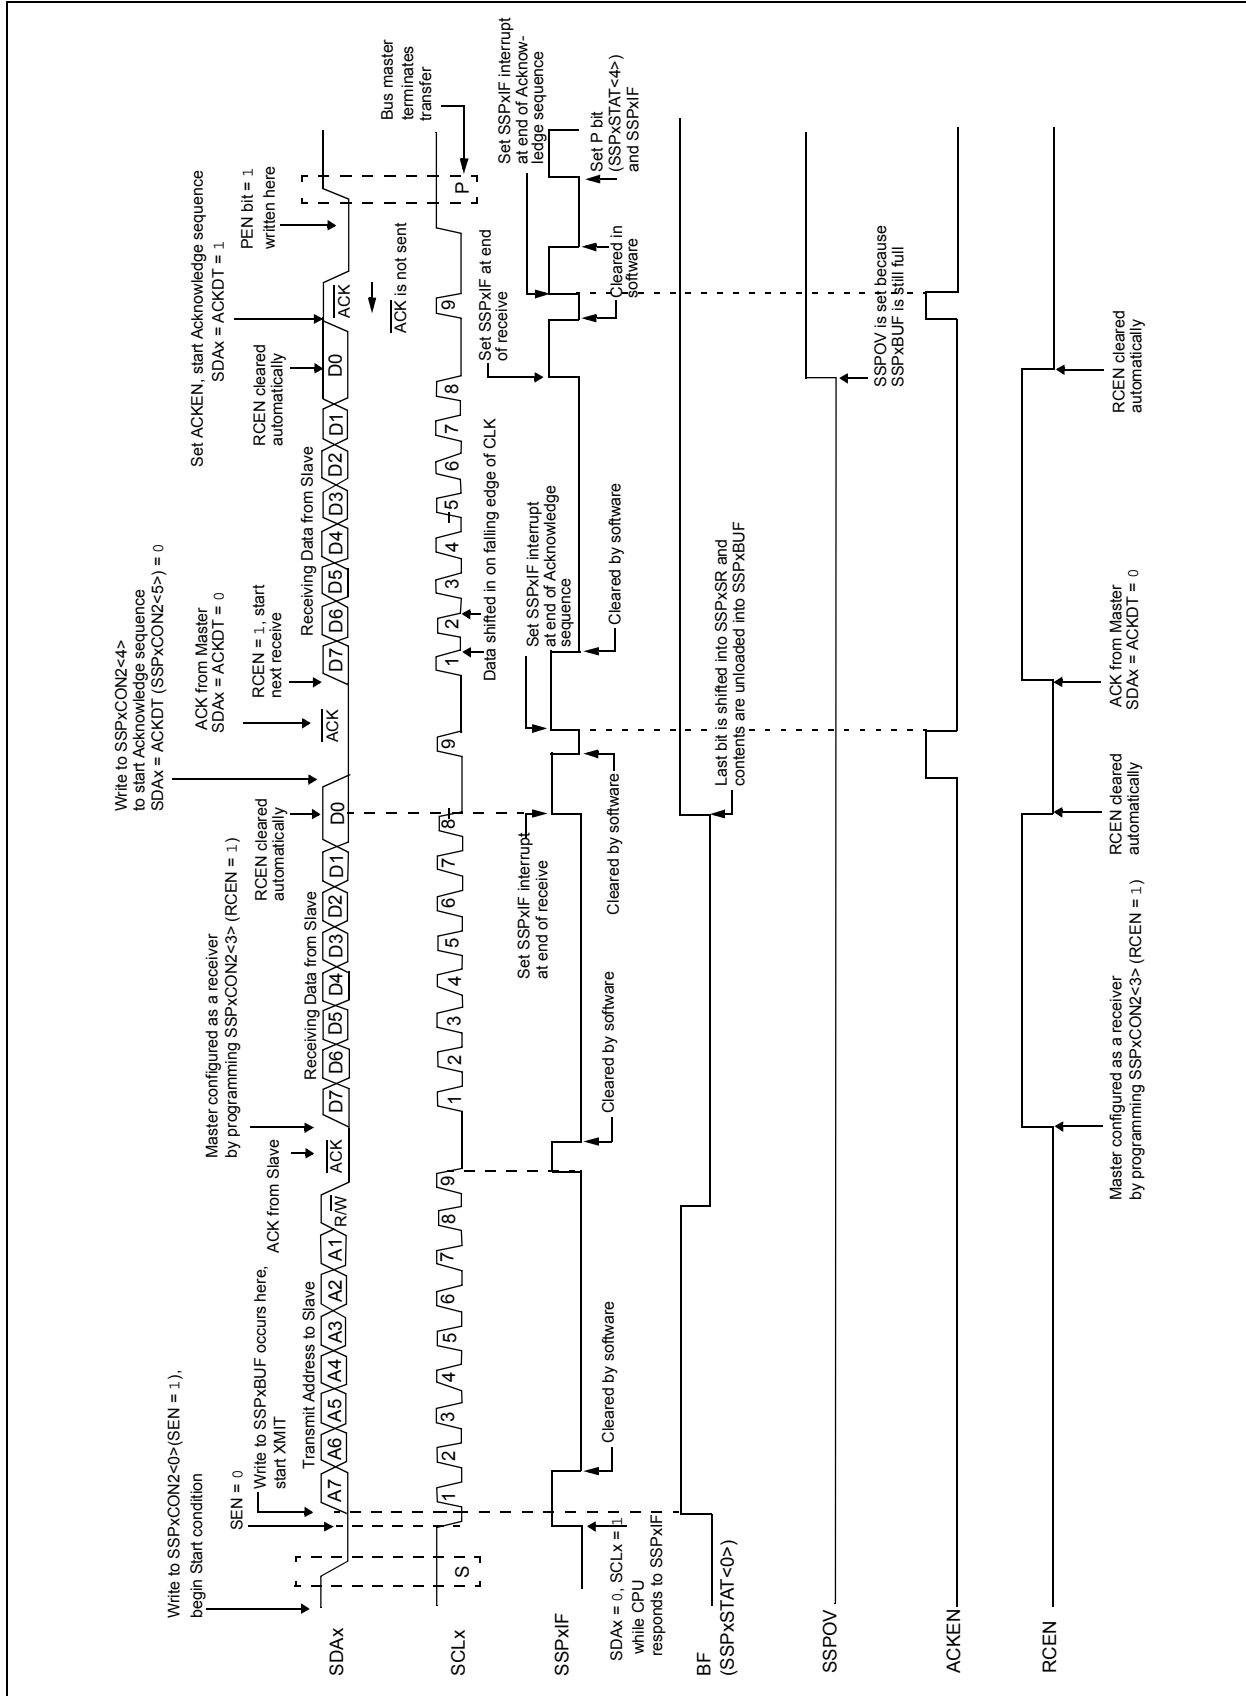 Write to SSPxCON2<0>(SEN = 1),
begin Start condition
SEN = 0
Write to SSPxBUF occurs here,
start XMIT
ACK from Slave
Master configured as a receiver
by programming SSPxCON2<3> (RCEN = 1)
RCEN cleared
automatically
Write to SSPxCON2<4>
to start Acknowledge sequence
SDAx = ACKDT (SSPxCON2<5>) = 0
ACK from Master
SDAx = ACKDT = 0
RCEN = 1, start
next receive
RCEN cleared
automatically
Set ACKEN, start Acknowledge sequence
SDAx = ACKDT = 1
PEN bit = 1
written here
Transmit Address to Slave
Receiving Data from Slave
Receiving Data from Slave
SDAx
A7 A6 A5 A4 A3 A2 A1 R/W ACK
D7 D6 D5 D4 D3 D2 D1 D0 ACK
D7 D6 D5 D4 D3 D2 D1 D0 ACK
ACK is not sent
Bus master
terminates
transfer
SCLx
S
1 2 3 4 5 6 7 8 9
1 2 3 4 5 6 7 8 9
1 2 3 4 5 6 7 8 9
P
Data shifted in on falling edge of CLK
Set SSPxIF interrupt
at end of receive
Set SSPxIF interrupt
at end of Acknowledge
sequence
Set SSPxIF at end
of receive
Set SSPxIF interrupt
at end of Acknow-
ledge sequence
SSPxIF
SDAx = 0, SCLx = 1
while CPU
responds to SSPxIF
Cleared by software
Cleared by software
Cleared by software
Cleared by software
Cleared in
software
Set P bit
(SSPxSTAT<4>)
and SSPxIF
BF
(SSPxSTAT<0>)
Last bit is shifted into SSPxSR and
contents are unloaded into SSPxBUF
SSPOV
SSPOV is set because
SSPxBUF is still full
ACKEN
RCEN
Master configured as a receiver
by programming SSPxCON2<3> (RCEN = 1)
RCEN cleared
automatically
ACK from Master
SDAx = ACKDT = 0
RCEN cleared
automatically